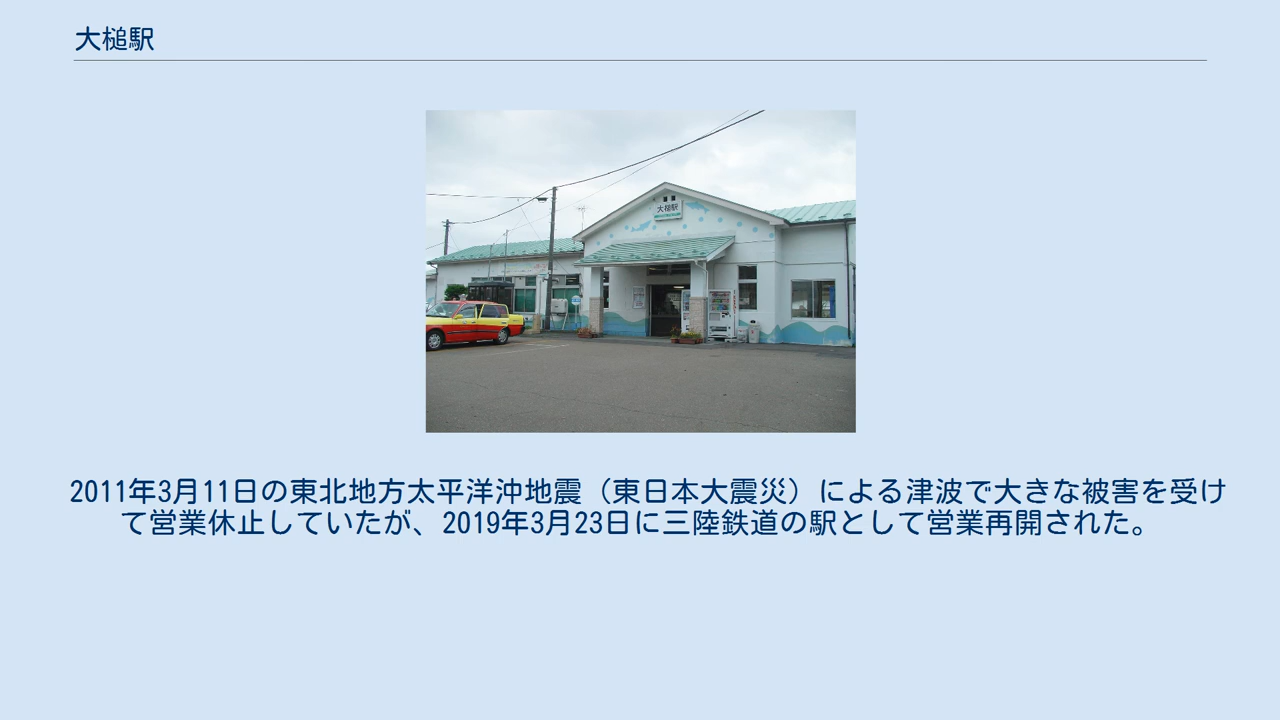 大槌駅
大槌駅
2011年3月11日の東北地方太平洋沖地震（東日本大震災）による津波で大きな被害を受け
て営業休止していたが、2019年3月23日に三陸鉄道の駅として営業再開された。